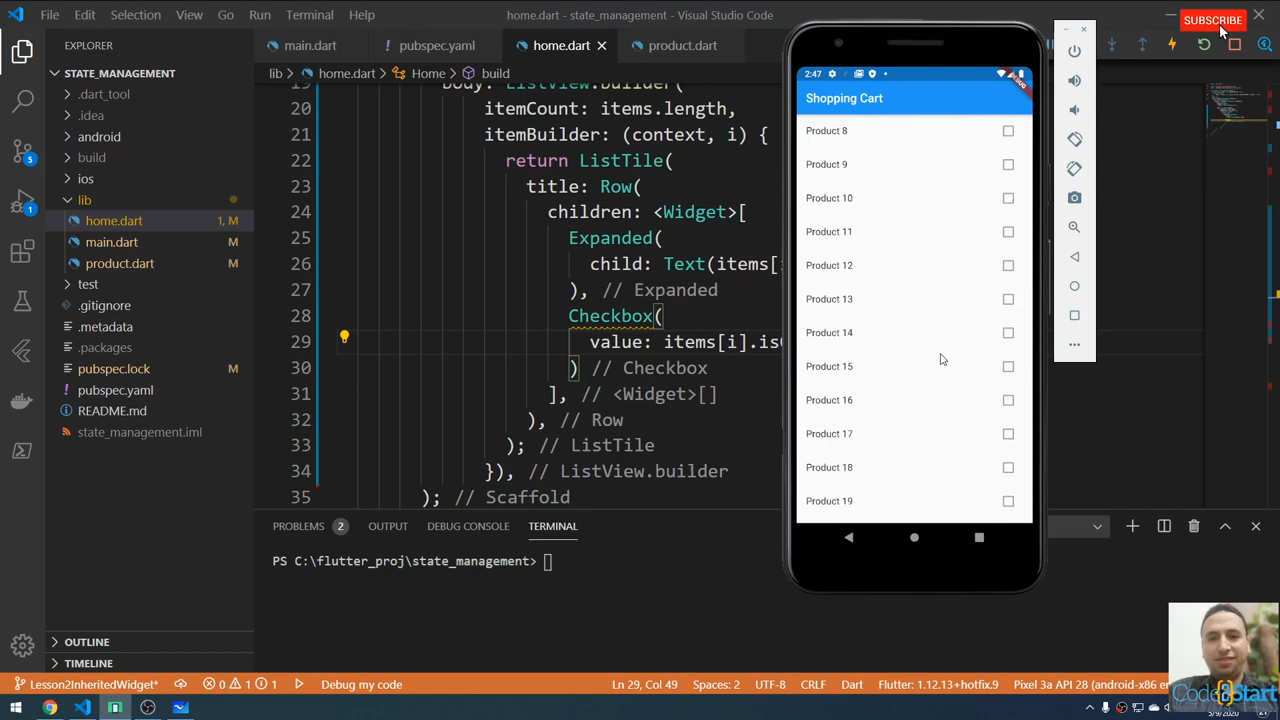 File Edit Selection View Go Run Terminal Help
home.dart - state_management - Visual Studio Code
SUBSCRIBE
EXPLORER
main.dart
pubspec.yaml
home.dart
product.dart
STATE_MANAGEMENT
.dart_tool
.idea
android
build
ios
lib
home.dart 1, M
main.dart M
product.dart M
test
.gitignore
.metadata
.packages
pubspec.lock M
pubspec.yaml
README.md
state_management.iml
OUTLINE
TIMELINE
5
1
lib > home.dart > Home > build
20 itemCount: items.length,
21 itemBuilder: (context, i) {
22 return ListTile(
23 title: Row(
24 children: <Widget>[
25 Expanded(
26 child: Text(items[
27 ), // Expanded
28 Checkbox(
29 value: items[i].is
30 ) // Checkbox
31 ], // <Widget>[]
32 ), // Row
33 ); // ListTile
34 }), // ListView.builder
35 ); // Scaffold
2:47
Shopping Cart
Product 8
Product 9
Product 10
Product 11
Product 12
Product 13
Product 14
Product 15
Product 16
Product 17
Product 18
Product 19
PROBLEMS 2 OUTPUT DEBUG CONSOLE TERMINAL
PS C:\flutter_proj\state_management>
Code2Start
Lesson2InheritedWidget* 0 1 1 Debug my code Ln 29, Col 49 Spaces: 2 UTF-8 CRLF Dart Flutter: 1.12.13+hotfix.9 Pixel 3a API 28 (android-x86
5/9/2020